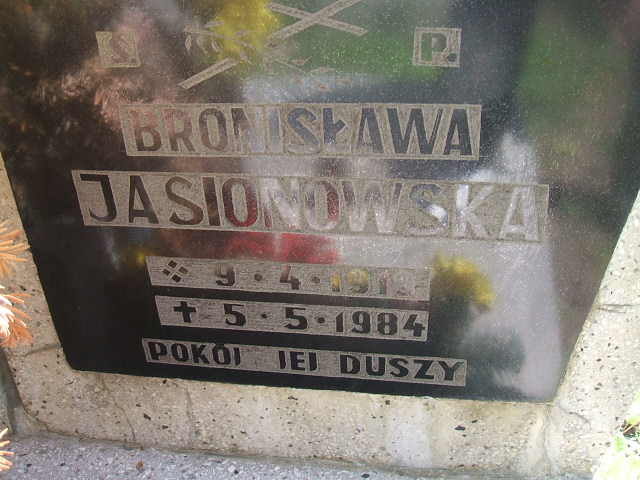 Ś. P.
BRONISŁAWA
JASIONOWSKA
9·4·191
✝ 5·5·1984
POKÓJ JEJ DUSZY